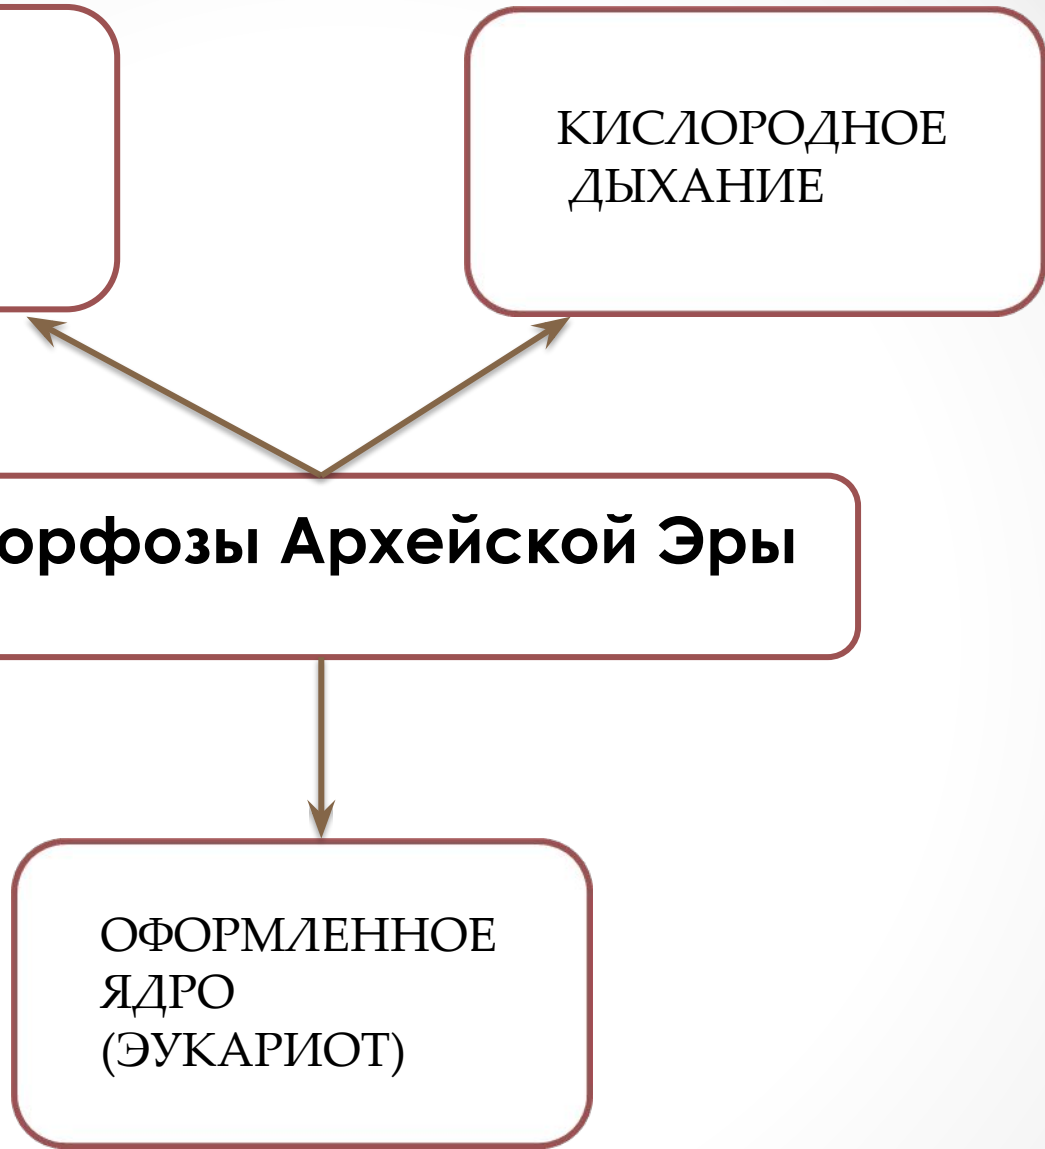 КИСЛОРОДНОЕ
ДЫХАНИЕ
орфозы Архейской Эры
ОФОРМЛЕННОЕ
ЯДРО
(ЭУКАРИОТ)